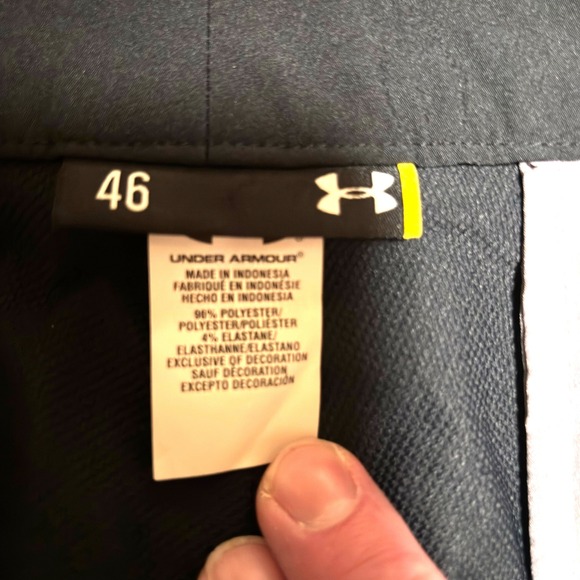 46
UNDER ARMOUR®
MADE IN INDONESIA
FABRIQUÉ EN INDONÉSIE
HECHO EN INDONESIA
96% POLYESTER/
POLYESTER/POLIÉSTER
4% ELASTANE/
ELASTHANNE/ELASTANO
EXCLUSIVE OF DECORATION
SAUF DÉCORATION
EXCEPTO DECORACIÓN